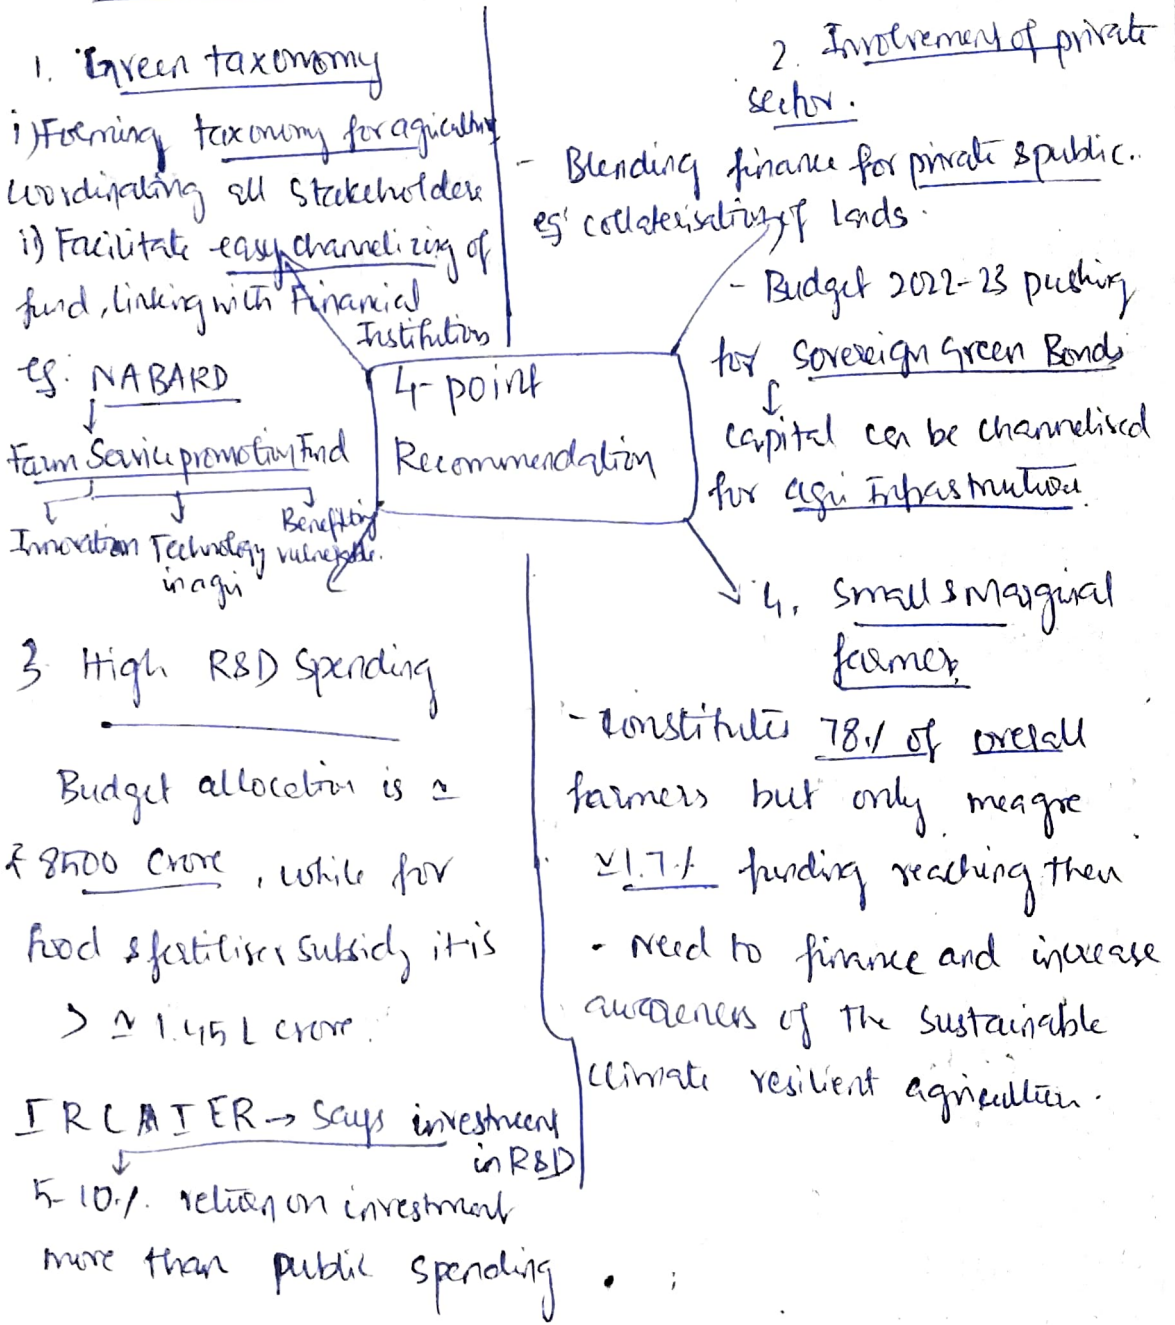 1. Green taxonomy
i) Forming taxonomy for agriculture
coordinating all stakeholders
ii) Facilitate easy channelizing of
fund, linking with Financial
Institutions
eg. NABARD
Farm Service promotion Fund
Innovation Technology in agri Benefitting vulnerable.
2. Involvement of private
sector.
- Blending finance for private & public.
eg' collaterisation of lands.
- Budget 2022-23 pushing
for Sovereign Green Bonds
capital can be channelised
for agri Infrastruture.
4-point
Recommendation
3 High R&D Spending
Budget allocation is ≃
₹ 8500 crore, while for
food & fertiliser subsidy it is
> ≃ 1.45 L crore.
IRCAIER → Says investment
in R&D
5-10%. return on investment
more than public spending.
4. Small & Marginal
farmer,
- constitutes 78% of overall
farmers but only meagre
≃1.7% funding reaching then
- Need to finance and increase
awareness of the sustainable
climate resilient agriculture.